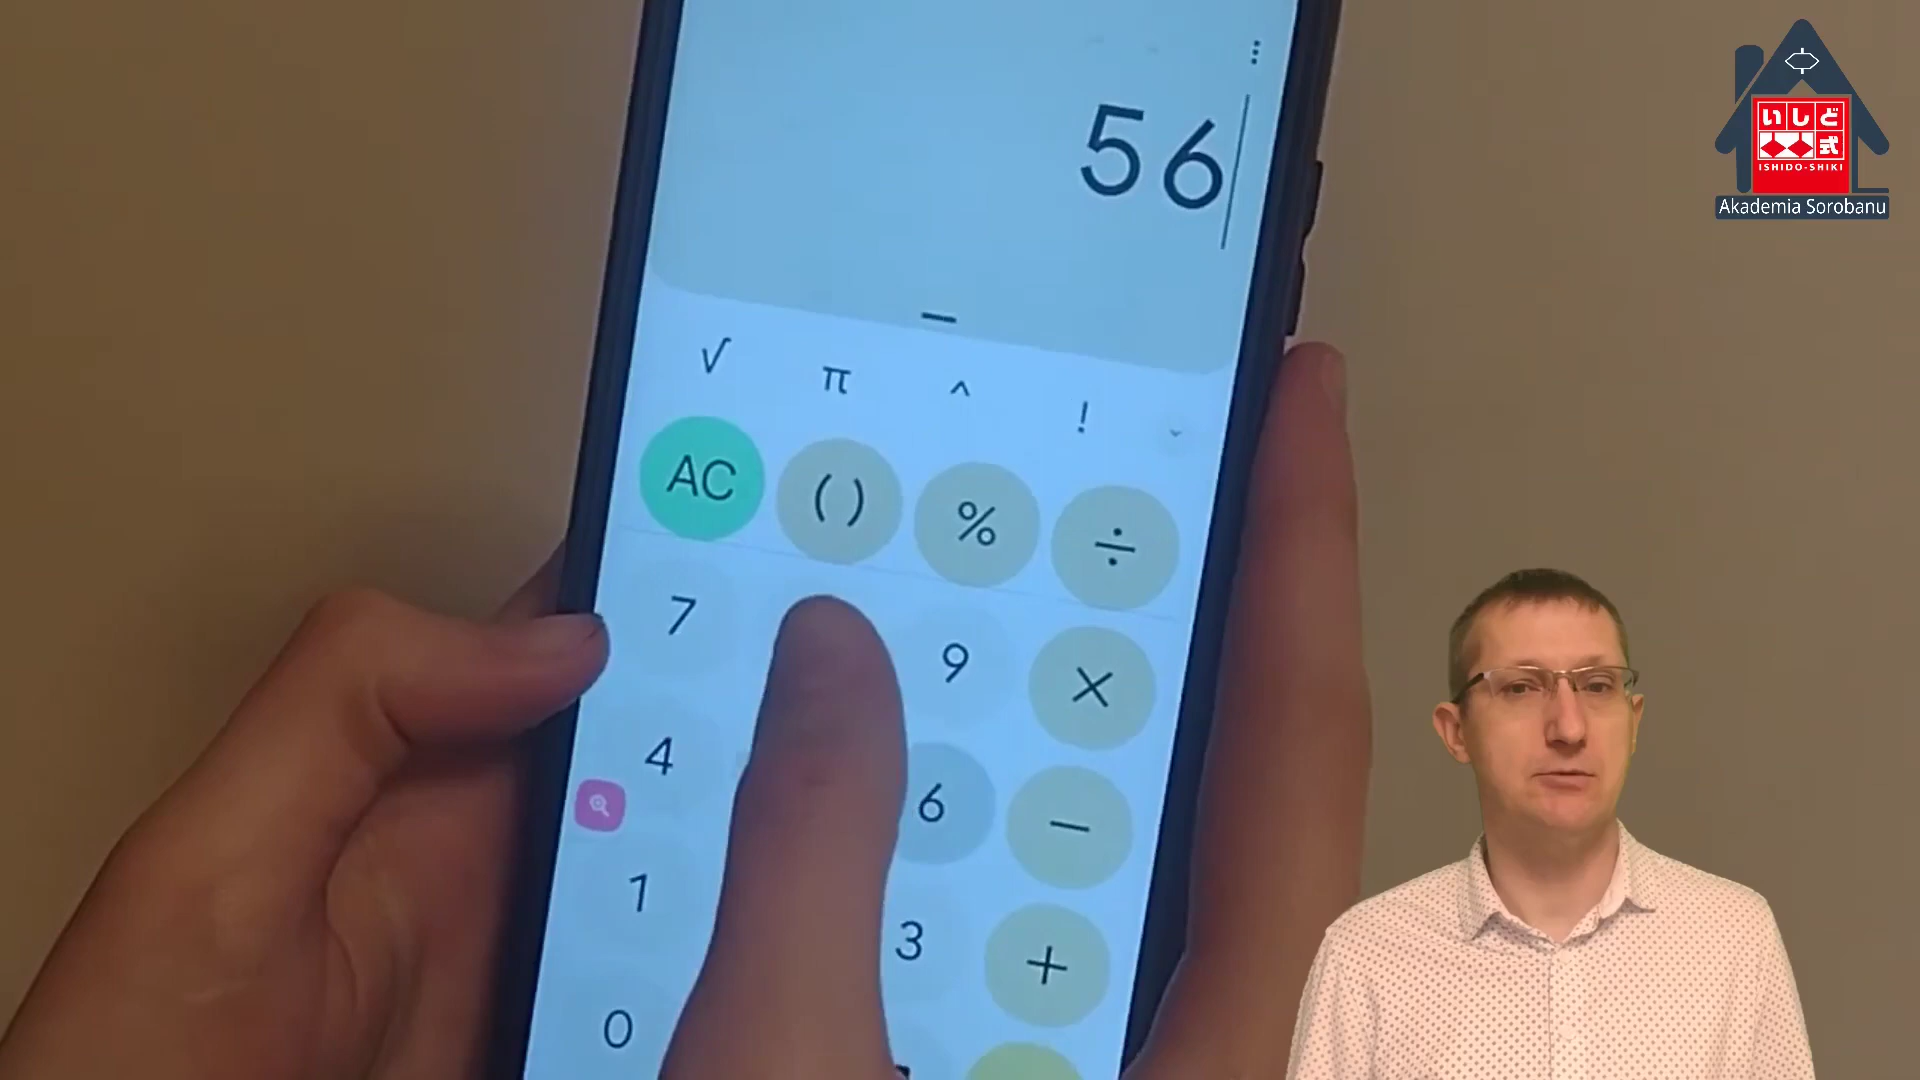 56
√ π ^ !
AC () % ÷
7 9 ×
4 6 −
1 3 +
0
いしど
式
ISHIDO-SHIKI
Akademia Sorobanu